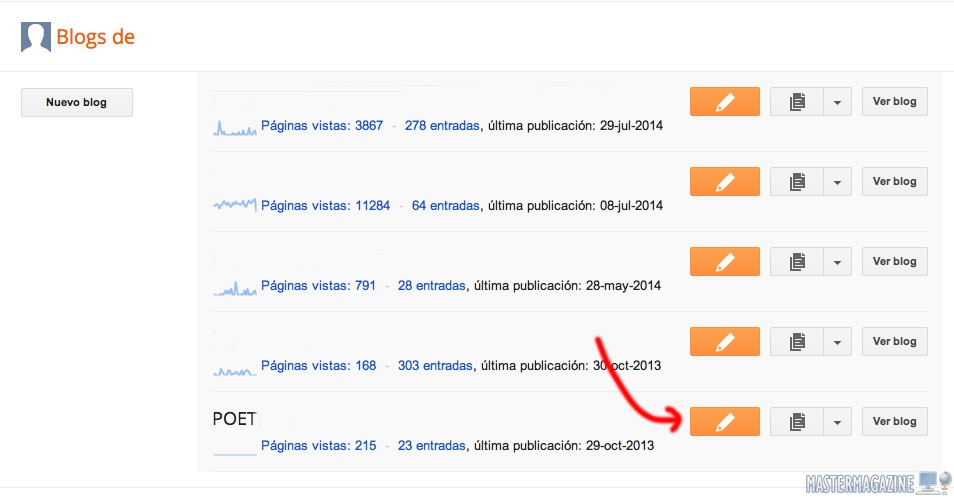 Blogs de
Nuevo blog
Ver blog
Páginas vistas: 3867 - 278 entradas, última publicación: 29-jul-2014
Ver blog
Páginas vistas: 11284 - 64 entradas, última publicación: 08-jul-2014
Ver blog
Páginas vistas: 791 - 28 entradas, última publicación: 28-may-2014
Ver blog
Páginas vistas: 168 - 303 entradas, última publicación: 30-oct-2013
POET
Ver blog
Páginas vistas: 215 - 23 entradas, última publicación: 29-oct-2013
MASTERMAGAZINE